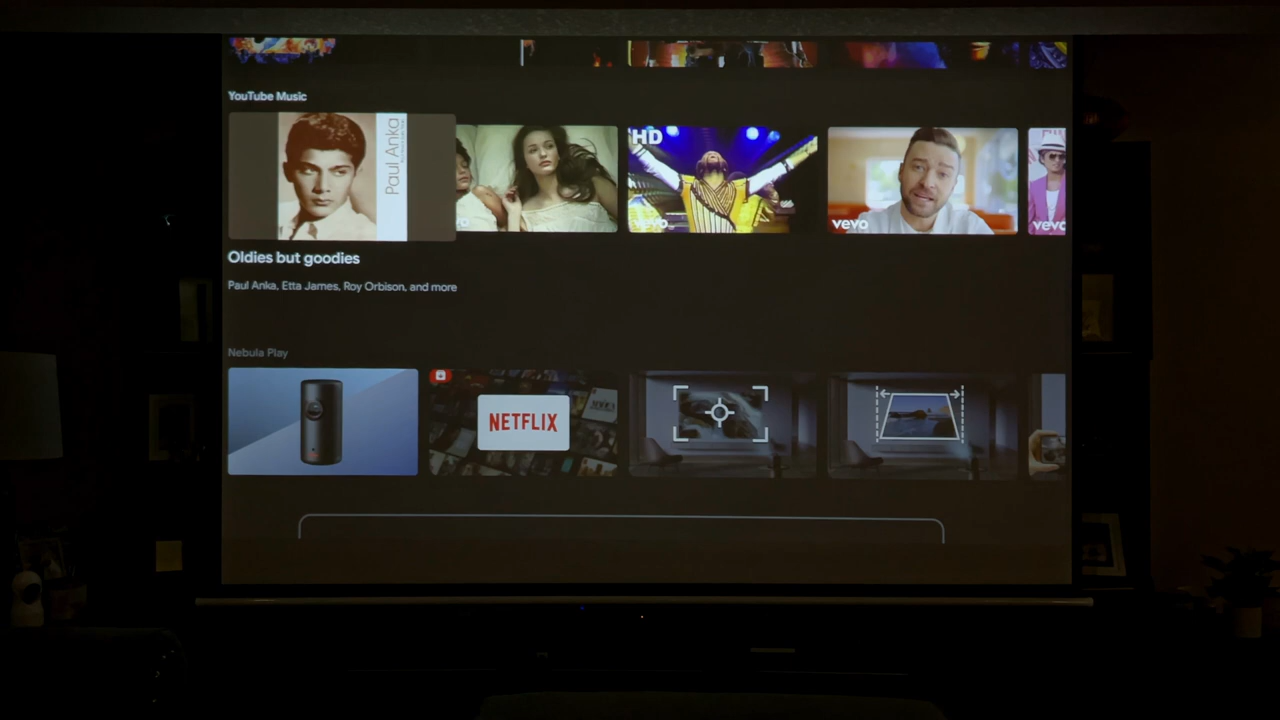 YouTube Music
Paul Anka
HD
vevo
vevo
vevo
Oldies but goodies
Paul Anka, Etta James, Roy Orbison, and more
Nebula Play
NETFLIX